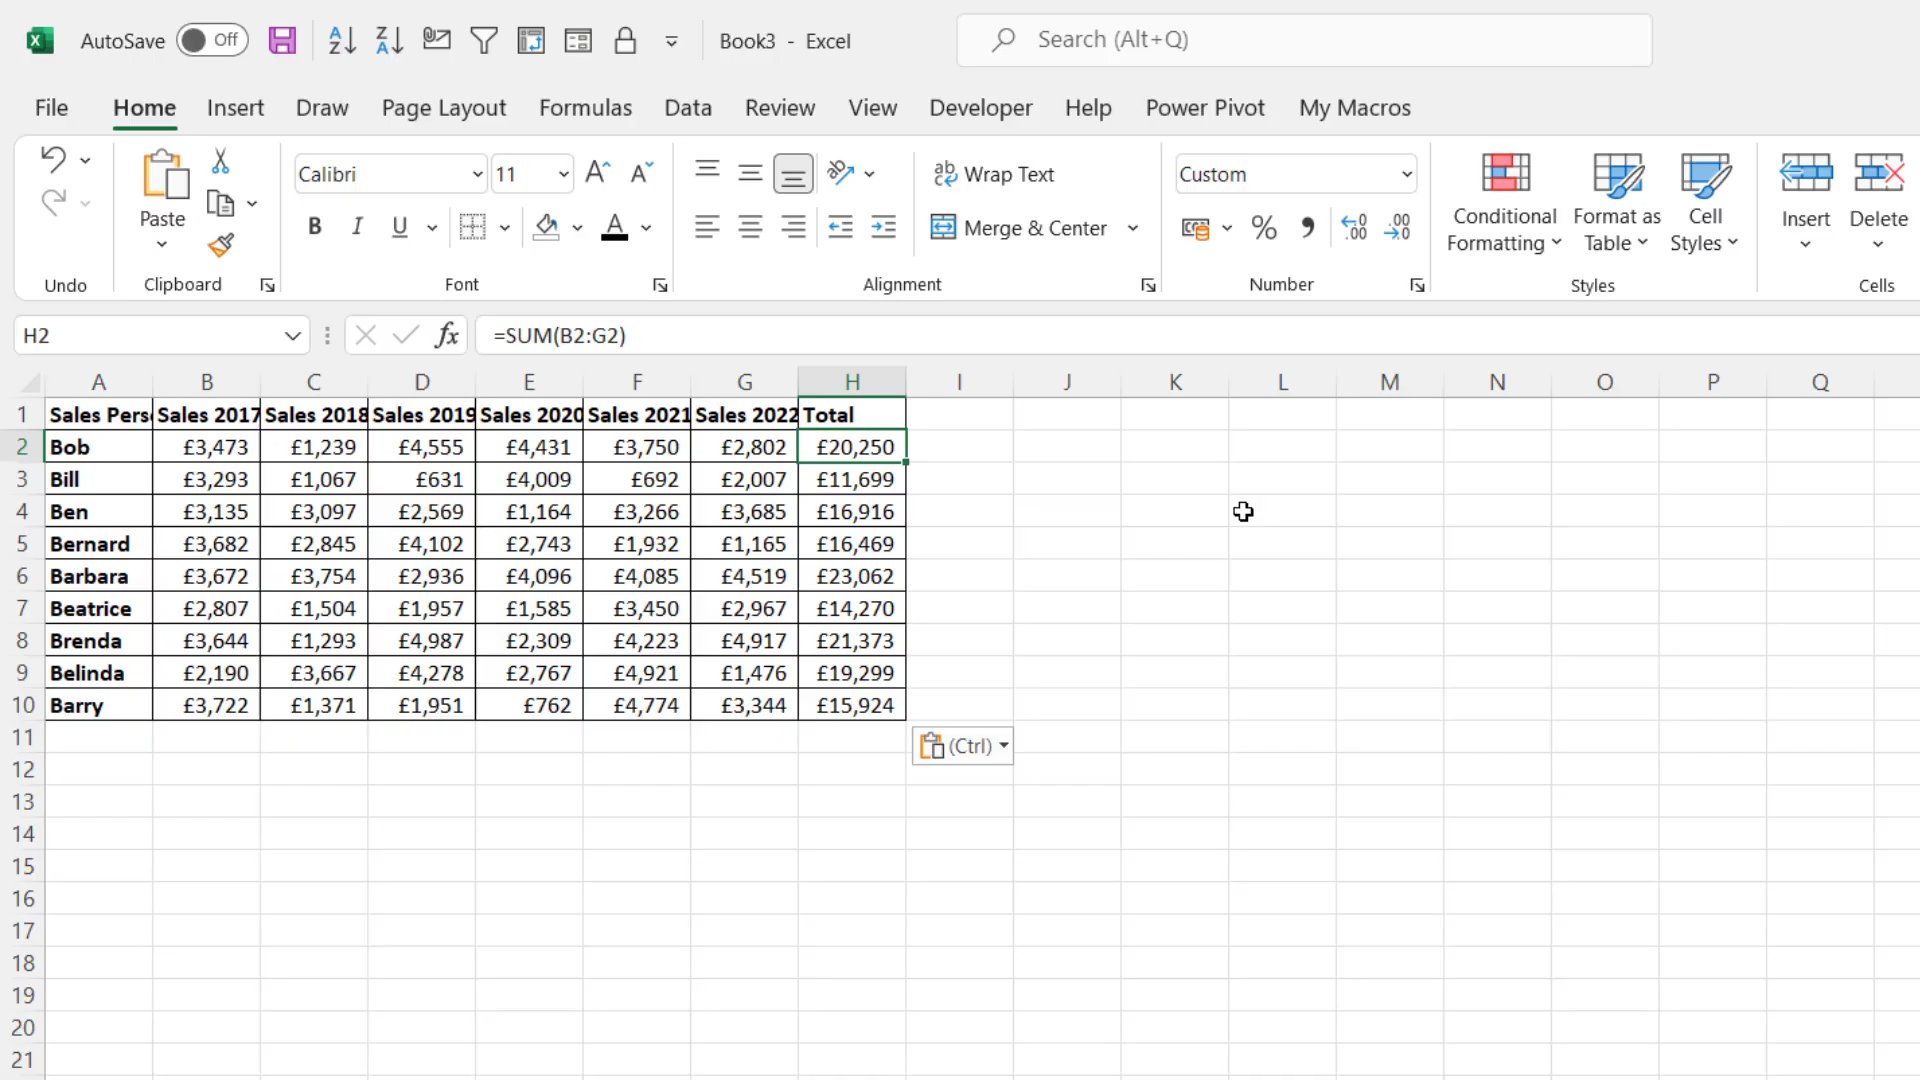 AutoSave Off Book3 - Excel Search (Alt+Q)
File Home Insert Draw Page Layout Formulas Data Review View Developer Help Power Pivot My Macros
Calibri 11 Wrap Text Custom
Paste B I U Merge & Center % Conditional Formatting Format as Table Cell Styles Insert Delete
Undo Clipboard Font Alignment Number Styles Cells
H2 fx =SUM(B2:G2)
A B C D E F G H I J K L M N O P Q
1 Sales Pers Sales 2017 Sales 2018 Sales 2019 Sales 2020 Sales 2021 Sales 2022 Total
2 Bob £3,473 £1,239 £4,555 £4,431 £3,750 £2,802 £20,250
3 Bill £3,293 £1,067 £631 £4,009 £692 £2,007 £11,699
4 Ben £3,135 £3,097 £2,569 £1,164 £3,266 £3,685 £16,916
5 Bernard £3,682 £2,845 £4,102 £2,743 £1,932 £1,165 £16,469
6 Barbara £3,672 £3,754 £2,936 £4,096 £4,085 £4,519 £23,062
7 Beatrice £2,807 £1,504 £1,957 £1,585 £3,450 £2,967 £14,270
8 Brenda £3,644 £1,293 £4,987 £2,309 £4,223 £4,917 £21,373
9 Belinda £2,190 £3,667 £4,278 £2,767 £4,921 £1,476 £19,299
10 Barry £3,722 £1,371 £1,951 £762 £4,774 £3,344 £15,924
11 (Ctrl)
12
13
14
15
16
17
18
19
20
21